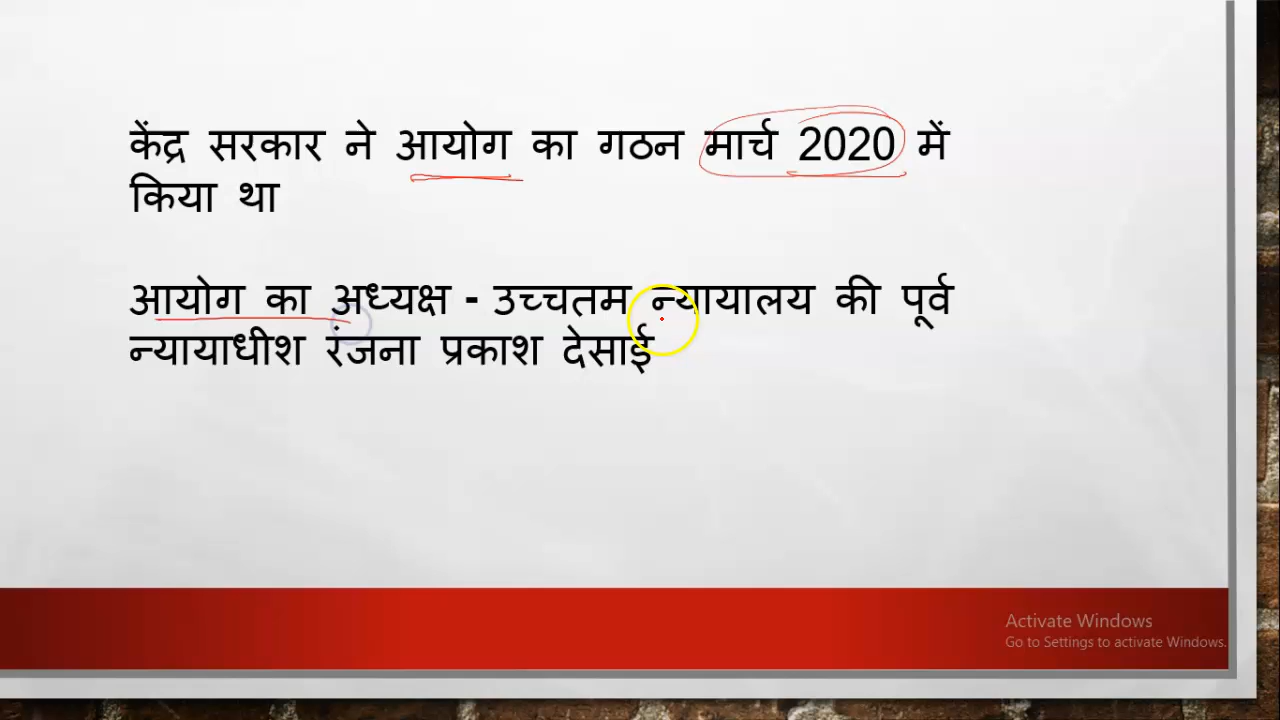 केंद्र सरकार ने आयोग का गठन मार्च 2020 में
किया था
आयोग का अध्यक्ष - उच्चतम न्यायालय की पूर्व
न्यायाधीश रंजना प्रकाश देसाई
Activate Windows
Go to Settings to activate Windows.